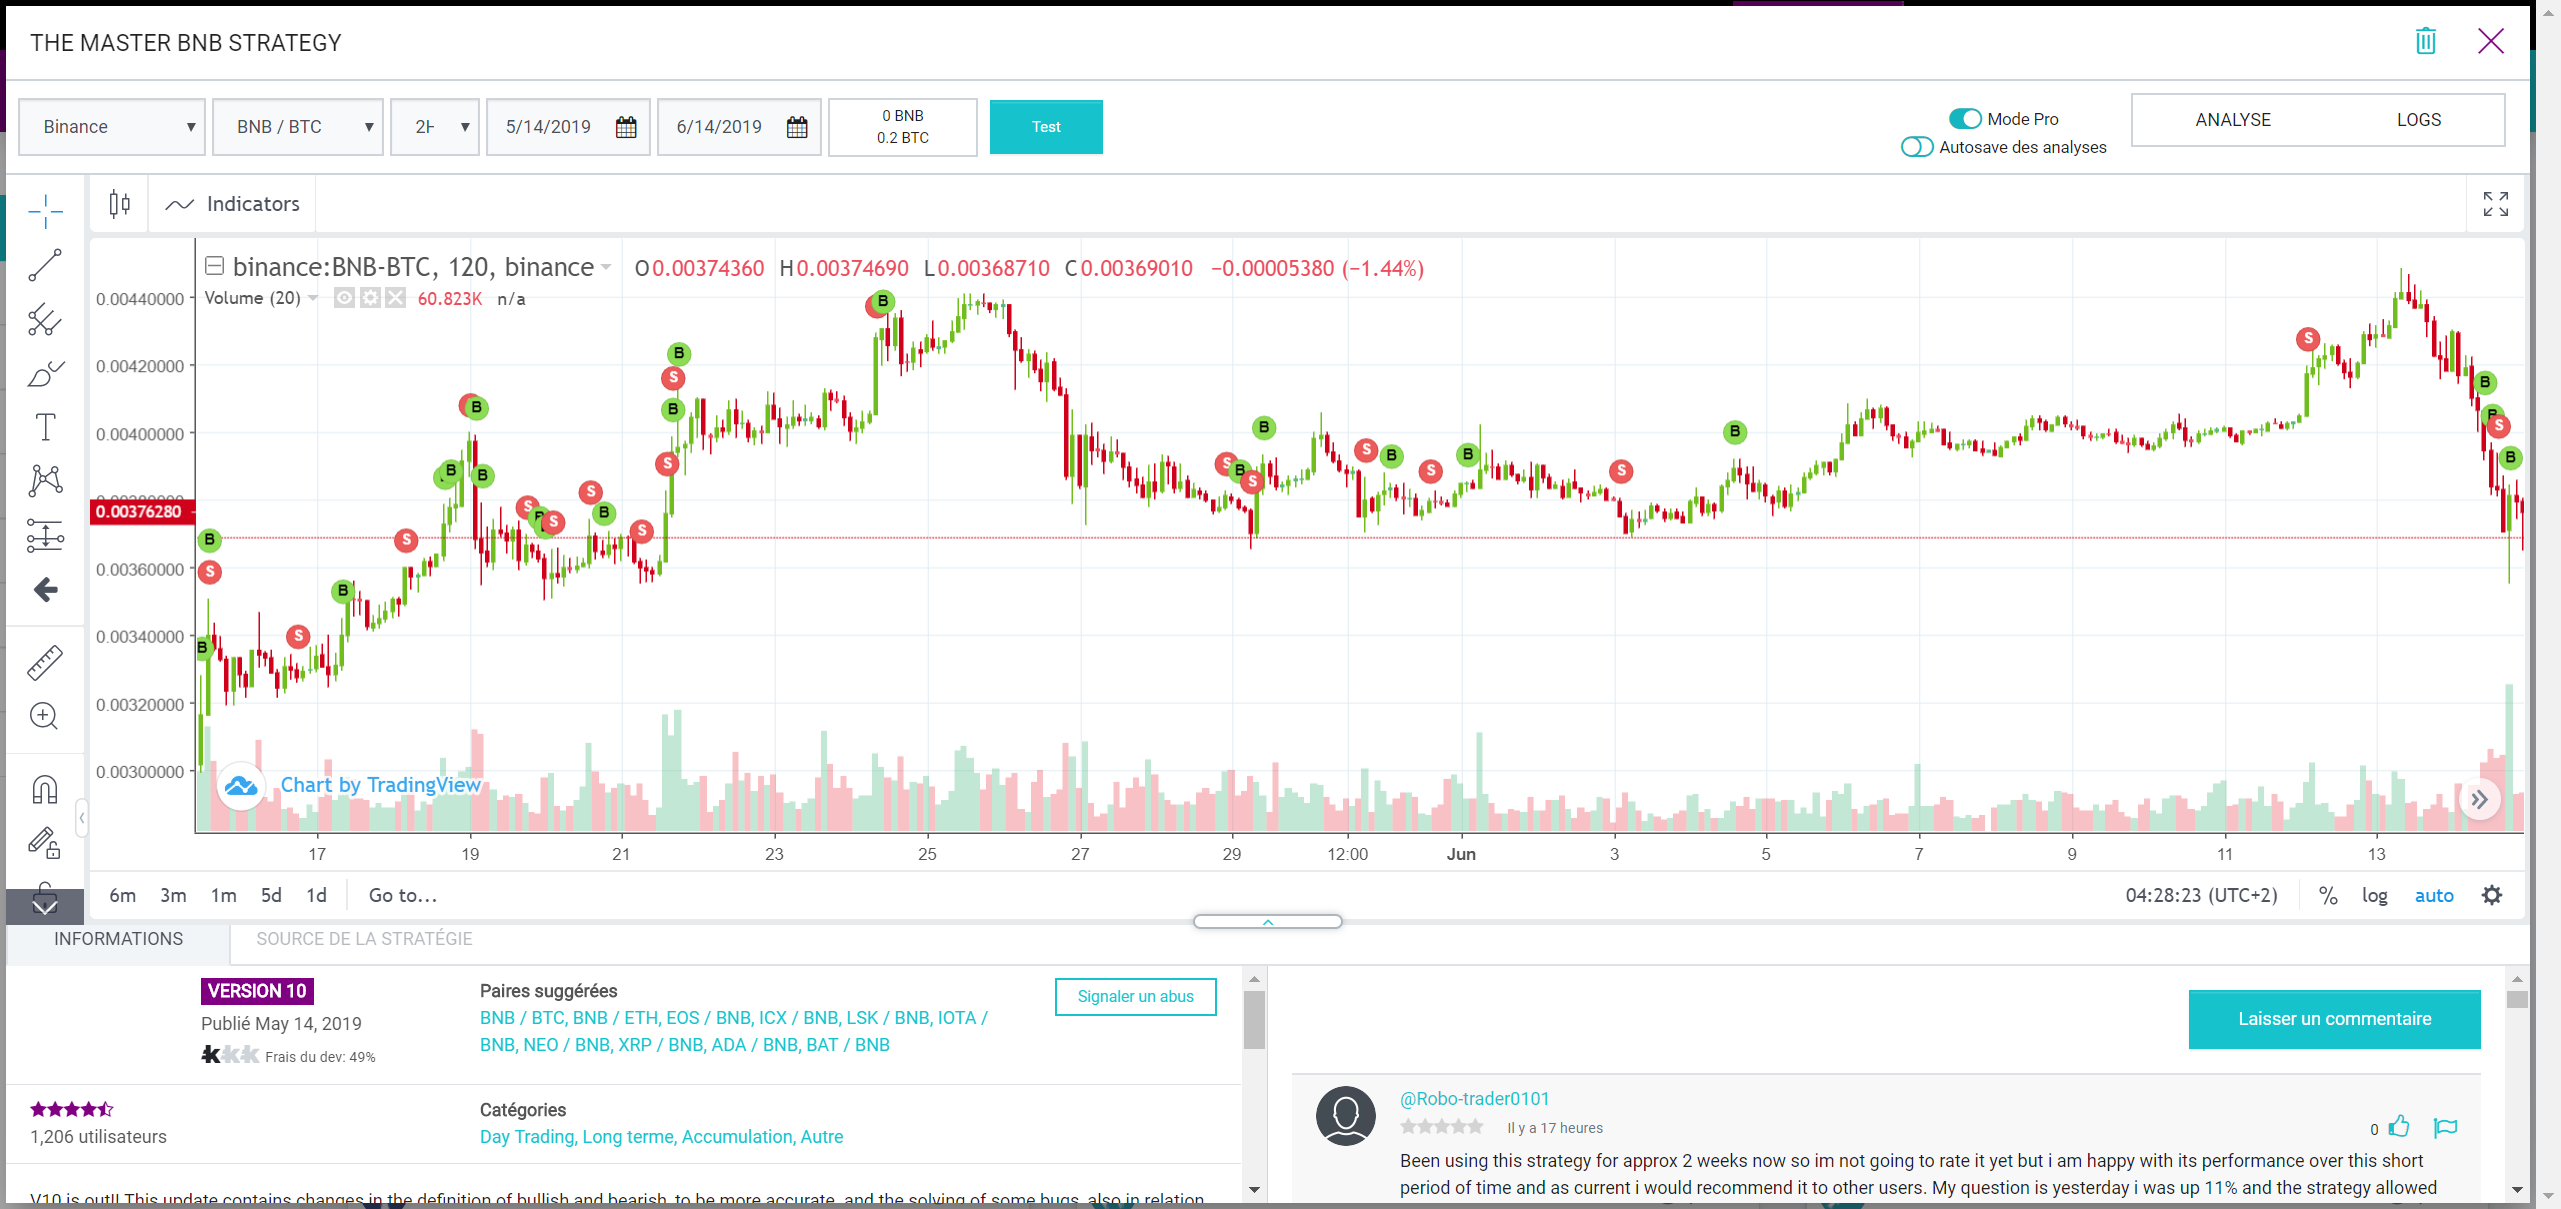 THE MASTER BNB STRATEGY
Binance ▼ BNB / BTC ▼ 2H ▼ 5/14/2019 6/14/2019
0 BNB
0.2 BTC
Test
Mode Pro
Autosave des analyses
ANALYSE LOGS
Indicators
binance:BNB-BTC, 120, binance O0.00374360 H0.00374690 L0.00368710 C0.00369010 −0.00005380 (−1.44%)
Volume (20) 60.823K n/a
0.00440000
0.00420000
0.00400000
0.00380000
0.00376280
0.00360000
0.00340000
0.00320000
0.00300000
Chart by TradingView
17 19 21 23 25 27 29 12:00 Jun 3 5 7 9 11 13
6m 3m 1m 5d 1d Go to... 04:28:23 (UTC+2) % log auto
INFORMATIONS SOURCE DE LA STRATÉGIE
VERSION 10
Publié May 14, 2019
Frais du dev: 49%
Paires suggérées
BNB / BTC, BNB / ETH, EOS / BNB, ICX / BNB, LSK / BNB, IOTA /
BNB, NEO / BNB, XRP / BNB, ADA / BNB, BAT / BNB
Signaler un abus
1,206 utilisateurs
Catégories
Day Trading, Long terme, Accumulation, Autre
V10 is out!! This update contains changes in the definition of bullish and bearish, to be more accurate, and the solving of some bugs, also in relation
Laisser un commentaire
@Robo-trader0101
Il y a 17 heures
0
Been using this strategy for approx 2 weeks now so im not going to rate it yet but i am happy with its performance over this short
period of time and as current i would recommend it to other users. My question is yesterday i was up 11% and the strategy allowed